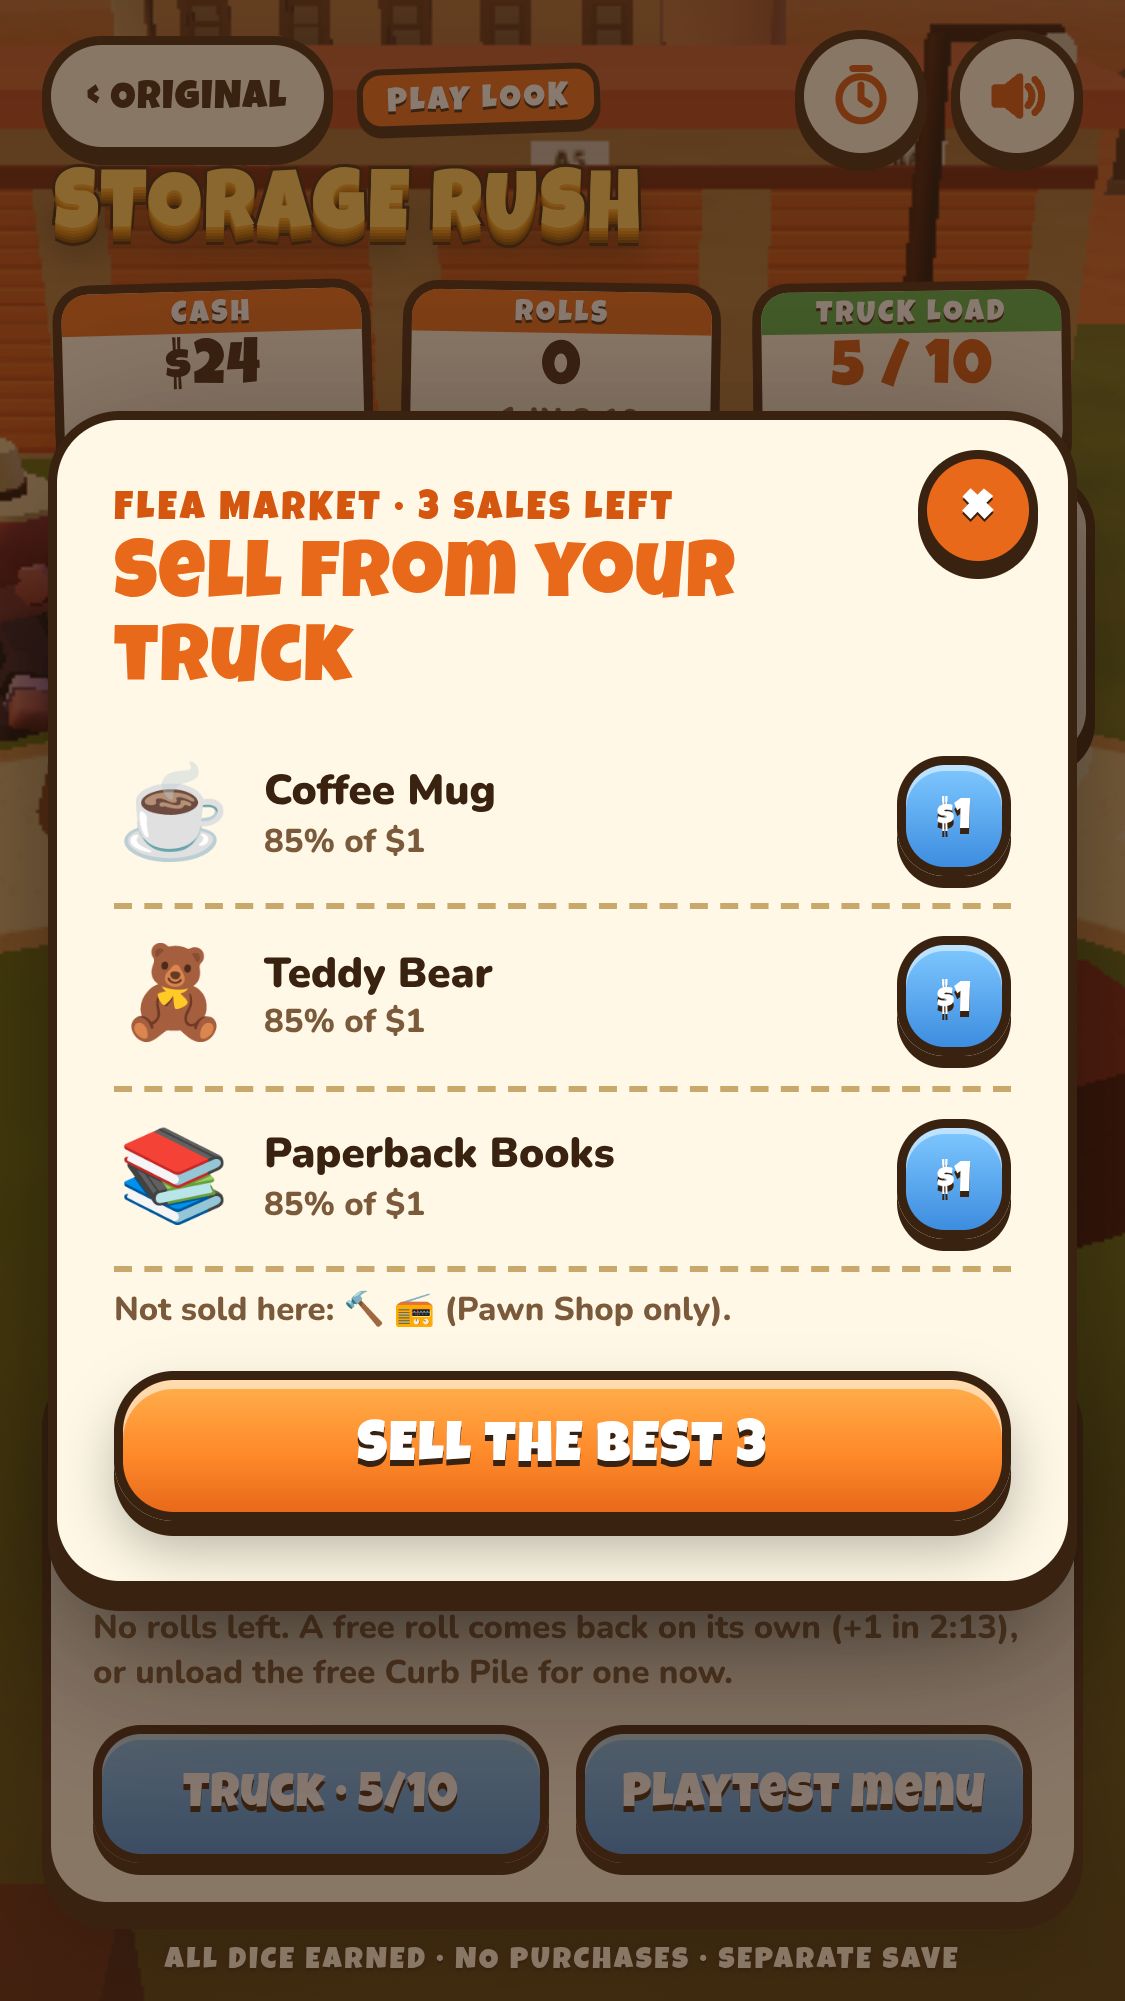 ‹ ORIGINAL
PLAY LOOK
STORAGE RUSH
CASH
$24
ROLLS
0
TRUCK LOAD
5 / 10
FLEA MARKET · 3 SALES LEFT
SELL FROM YOUR
TRUCK
Coffee Mug
85% of $1
$1
Teddy Bear
85% of $1
$1
Paperback Books
85% of $1
$1
Not sold here: 🔨 📻 (Pawn Shop only).
SELL THE BEST 3
No rolls left. A free roll comes back on its own (+1 in 2:13),
or unload the free Curb Pile for one now.
TRUCK · 5/10
PLAYTEST MENU
ALL DICE EARNED · NO PURCHASES · SEPARATE SAVE